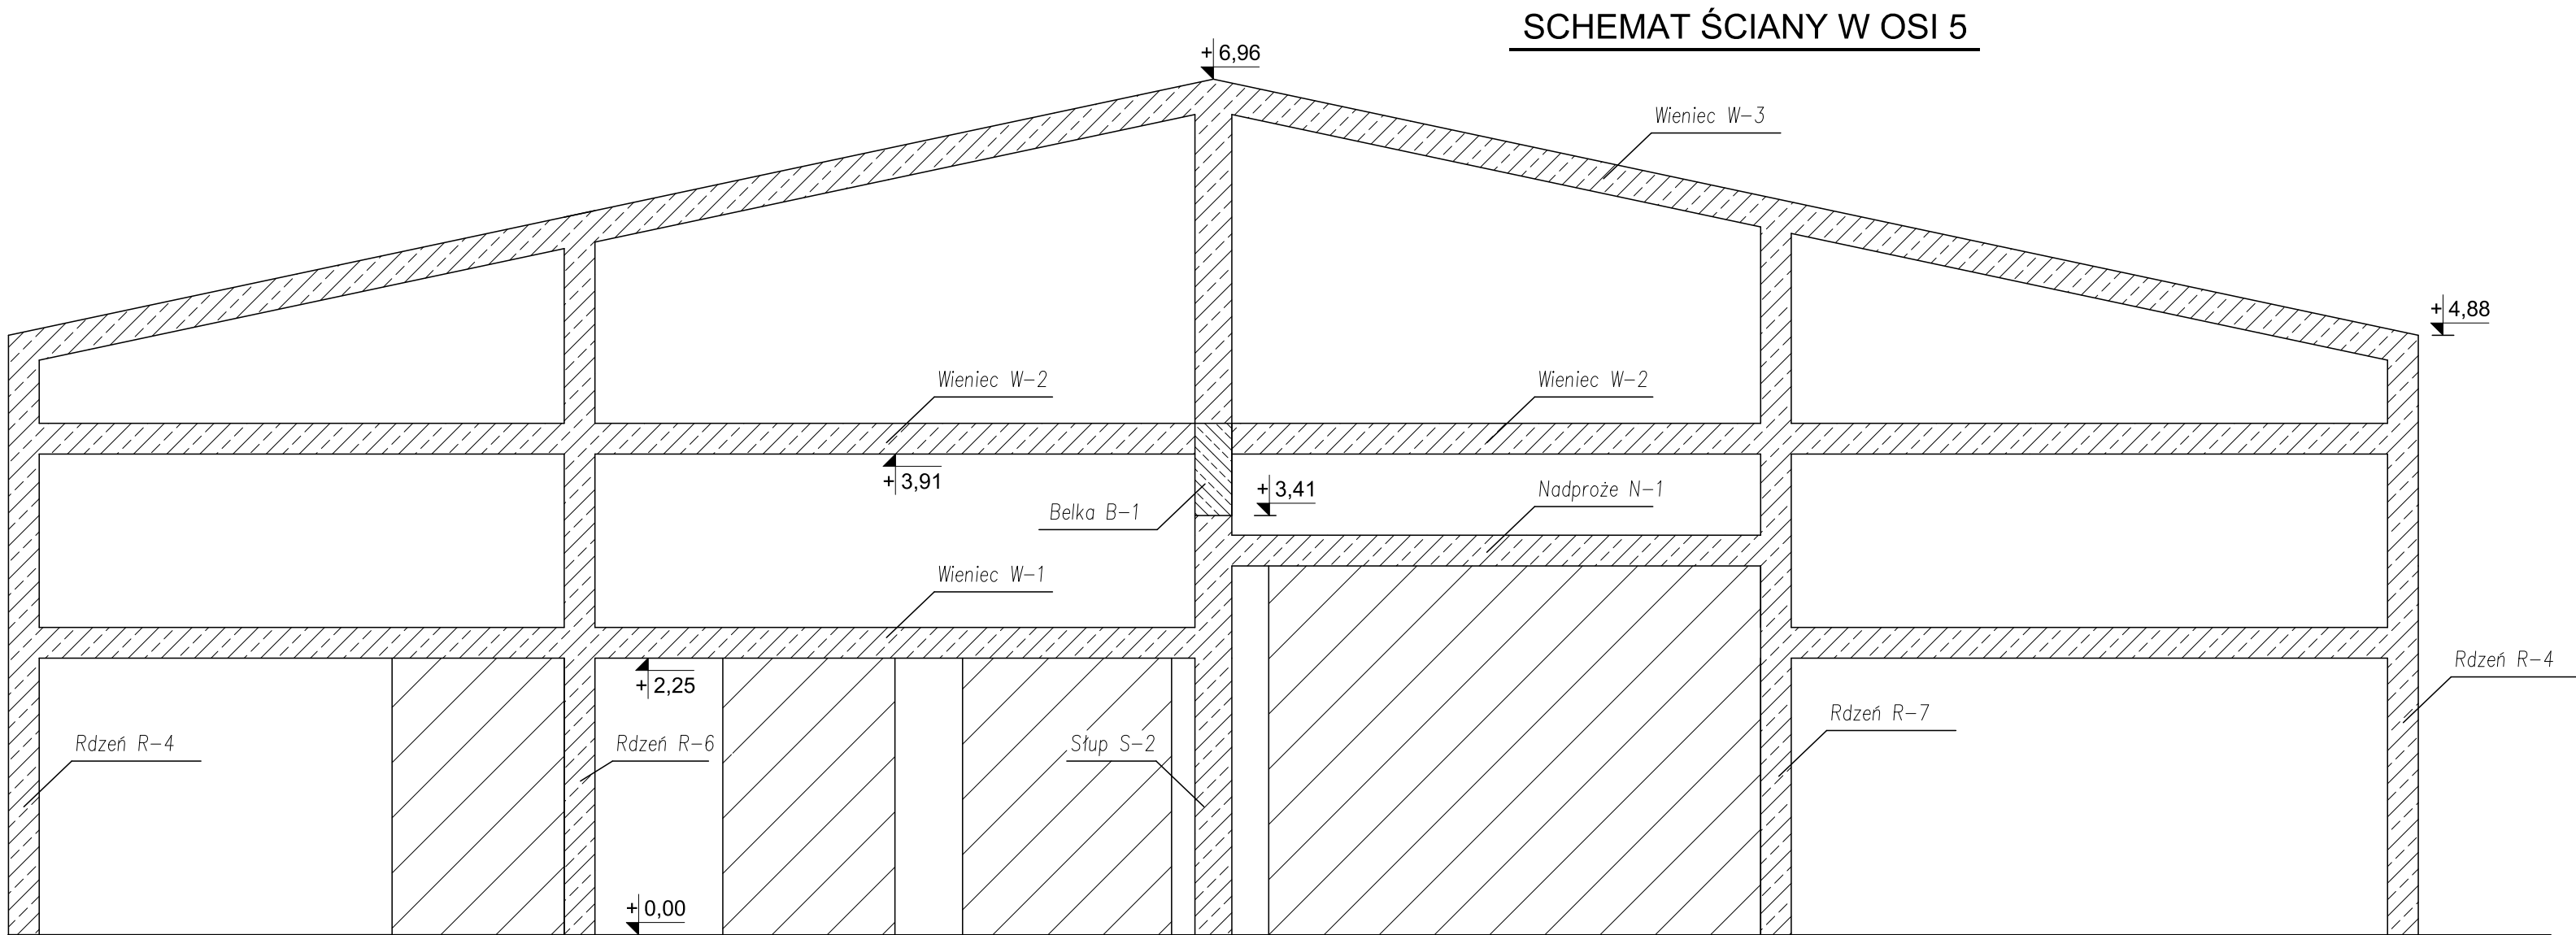 SCHEMAT ŚCIANY W OSI 5
+ 6,96
Wieniec W-3
+ 4,88
Wieniec W-2
Wieniec W-2
+ 3,91
+ 3,41
Nadproże N-1
Belka B-1
Wieniec W-1
+ 2,25
Rdzeń R-4
Rdzeń R-7
Rdzeń R-4
Rdzeń R-6
Słup S-2
+ 0,00